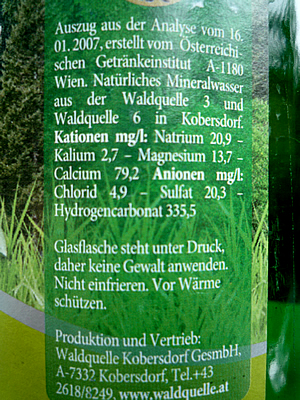 Auszug aus der Analyse vom 16.
01. 2007, erstellt vom Österreichi-
schen Getränkeinstitut A-1180
Wien. Natürliches Mineralwasser
aus der Waldquelle 3 und
Waldquelle 6 in Kobersdorf.
Kationen mg/l: Natrium 20,9 -
Kalium 2,7 – Magnesium 13,7 –
Calcium 79,2 Anionen mg/l:
Chlorid 4,9 – Sulfat 20,3 –
Hydrogencarbonat 335,5
Glasflasche steht unter Druck,
daher keine Gewalt anwenden.
Nicht einfrieren. Vor Wärme
schützen.
Produktion und Vertrieb:
Waldquelle Kobersdorf GesmbH,
A-7332 Kobersdorf, Tel.+43
2618/8249, www.waldquelle.at